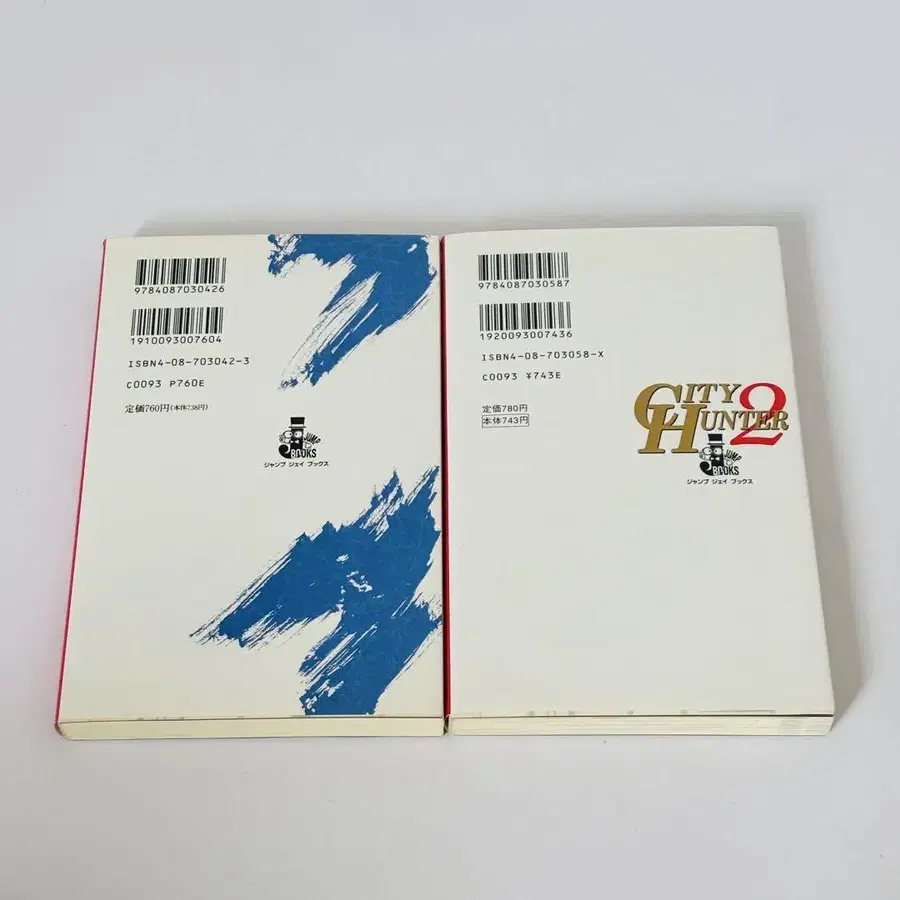 9784087030426
1910093007604
ISBN4-08-703042-3
C0093 P760E
定価760円(本体738円)
JUMP
BOOKS
ジャンプ ジェイ ブックス
9784087030587
1920093007436
ISBN4-08-703058-X
C0093 ¥743E
定価780円
本体743円
CITY
HUNTER 2
JUMP
BOOKS
ジャンプ ジェイ ブックス